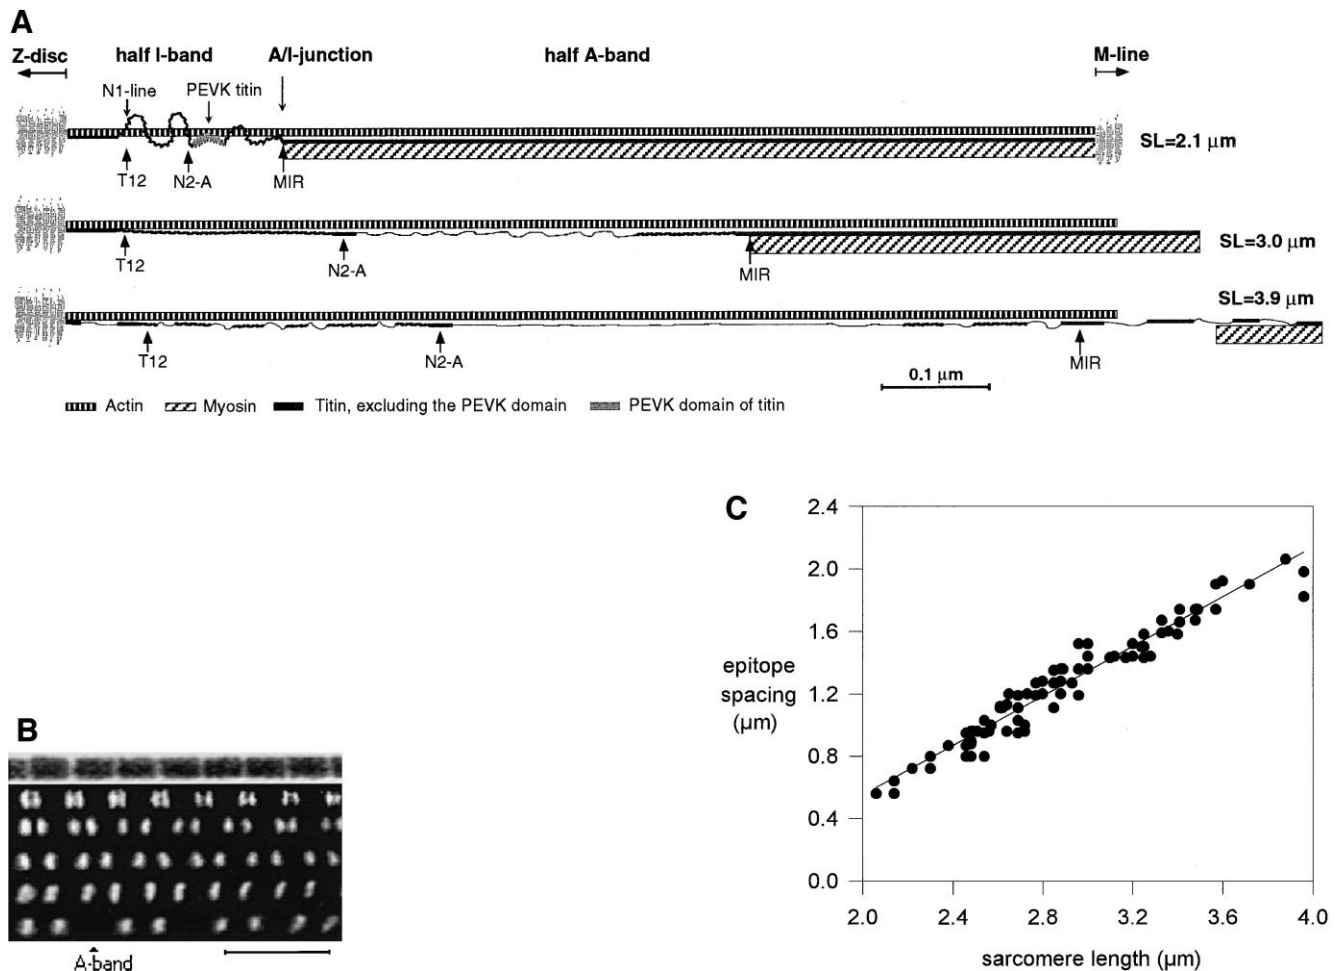 A
Z-disc half I-band A/I-junction half A-band M-line
N1-line PEVK titin
SL=2.1 µm
T12 N2-A MIR
SL=3.0 µm
T12 N2-A MIR
SL=3.9 µm
T12 N2-A MIR
0.1 µm
Actin Myosin Titin, excluding the PEVK domain PEVK domain of titin
C
2.4
2.0
1.6
epitope
spacing
(µm)
1.2
0.8
0.4
0.0
2.0 2.4 2.8 3.2 3.6 4.0
sarcomere length (µm)
B
A-band